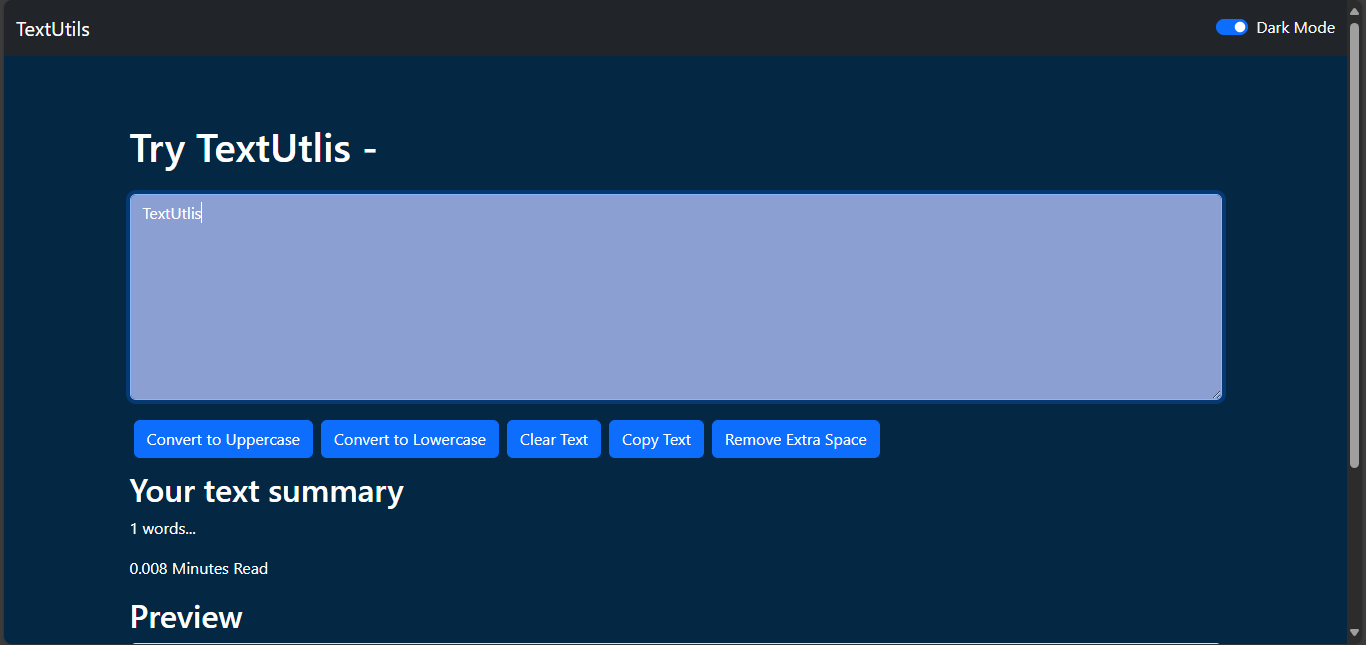 TextUtils
Dark Mode
Try TextUtlis -
TextUtlis
Convert to Uppercase Convert to Lowercase Clear Text Copy Text Remove Extra Space
Your text summary
1 words...
0.008 Minutes Read
Preview